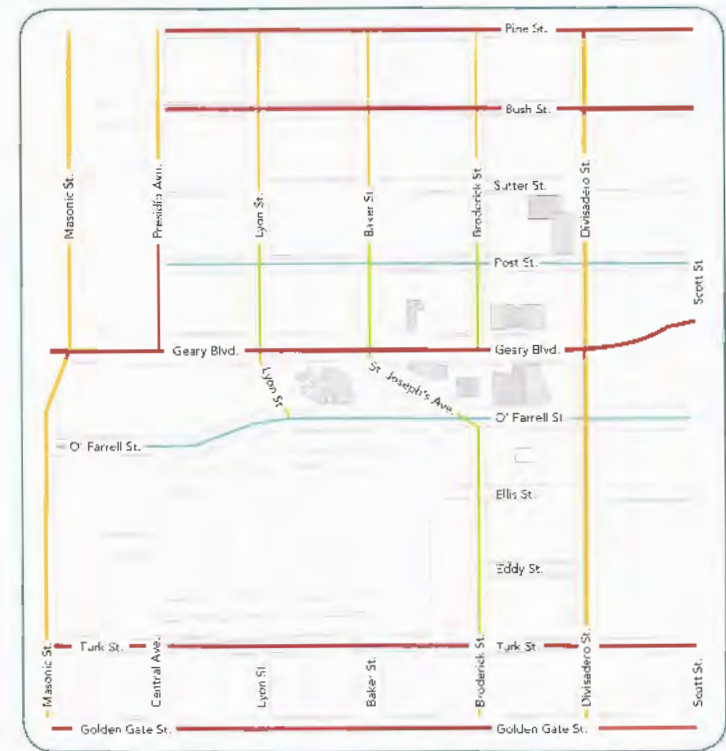 Pine St.
Bush St.
Masonic St.
Presidio Ave.
Lyon St.
Baker St.
Broderick St.
Divisadero St.
Sutter St.
Post St.
Scott St
Geary Blvd.
Geary Blvd.
Lyon St.
St. Joseph's Ave.
O' Farrell St
O' Farrell St.
Ellis St.
Eddy St.
Turk St.
Turk St
Masonic St.
Central Ave.
Lyon St.
Baker St.
Broderick St.
Divisadero St.
Scott St.
Golden Gate St.
Golden Gate St.